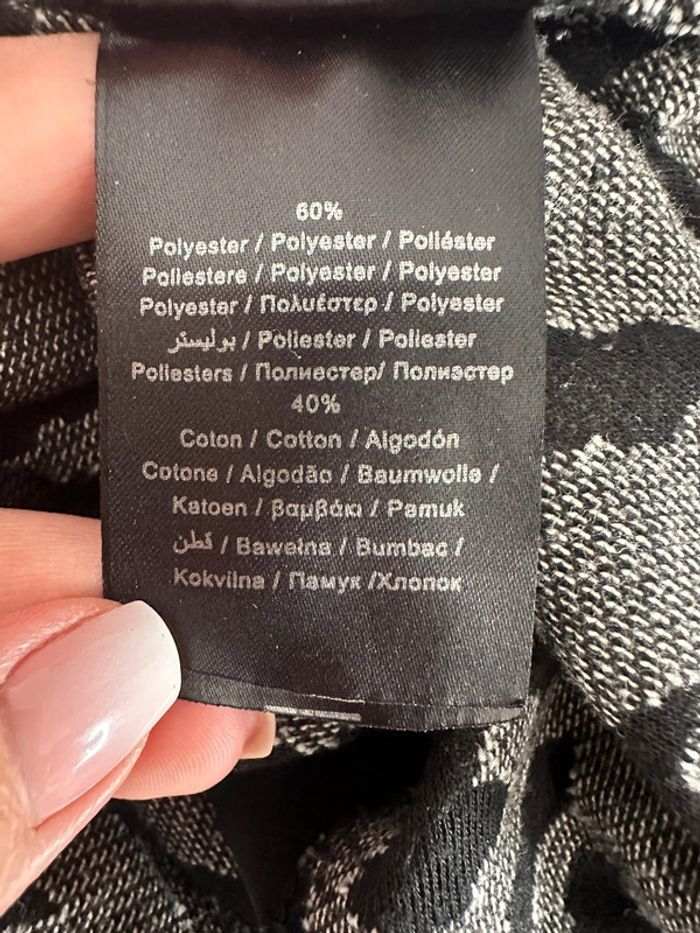 60%
Polyester / Polyester / Poliéster
Poliestere / Polyester / Polyester
Polyester / Πολυέστερ / Polyester
بوليستر / Poliester / Poliester
Poliesters / Полиестер/ Полиэстер
40%
Coton / Cotton / Algodón
Cotone / Algodão / Baumwolle /
Katoen / βαμβάκι / Pamuk
قطن / Bawełna / Bumbac /
Kokvilna / Памук /Хлопок